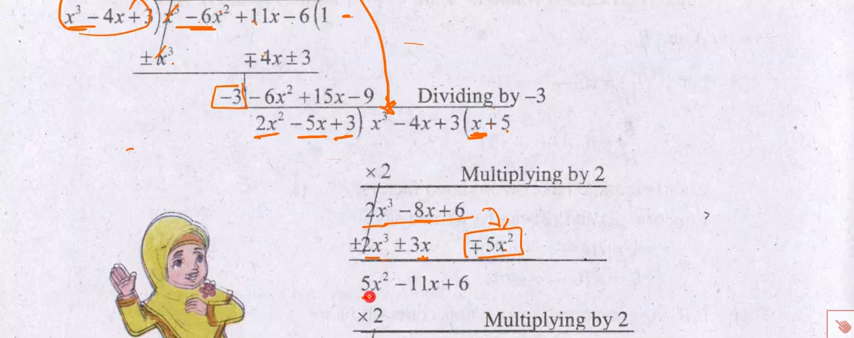 x³ − 4x + 3) x³ − 6x² + 11x − 6 (1
± x³ ∓ 4x ± 3
−3 − 6x² + 15x − 9 Dividing by −3
2x² − 5x + 3) x³ − 4x + 3 (x + 5
× 2 Multiplying by 2
2x³ − 8x + 6
± 2x³ ± 3x ∓ 5x²
5x² − 11x + 6
× 2 Multiplying by 2